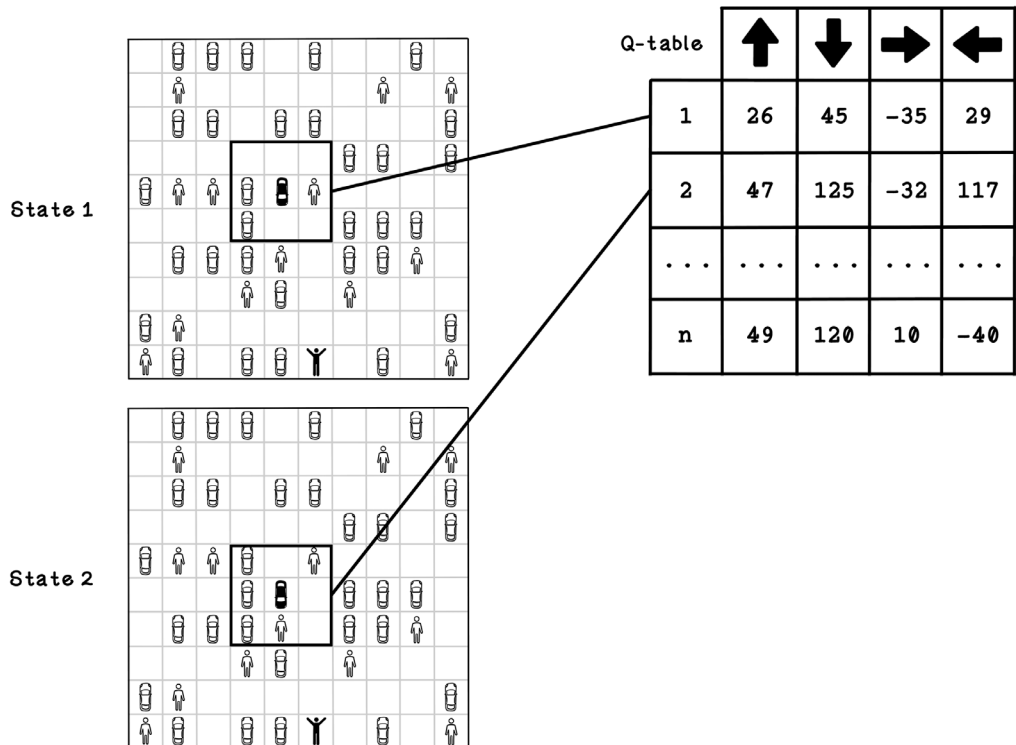 Q-table
1 26 45 -35 29
State 1
2 47 125 -32 117
... ... ... ... ...
n 49 120 10 -40
State 2